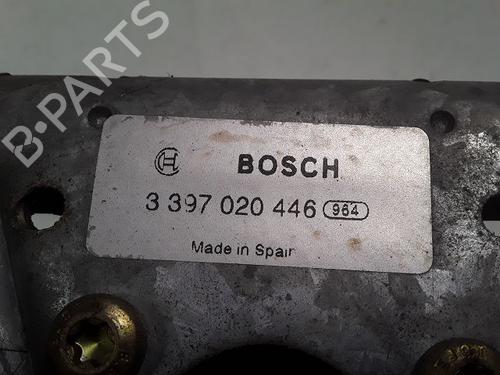 B-PARTS
BOSCH
3 397 020 446 964
Made in Spain